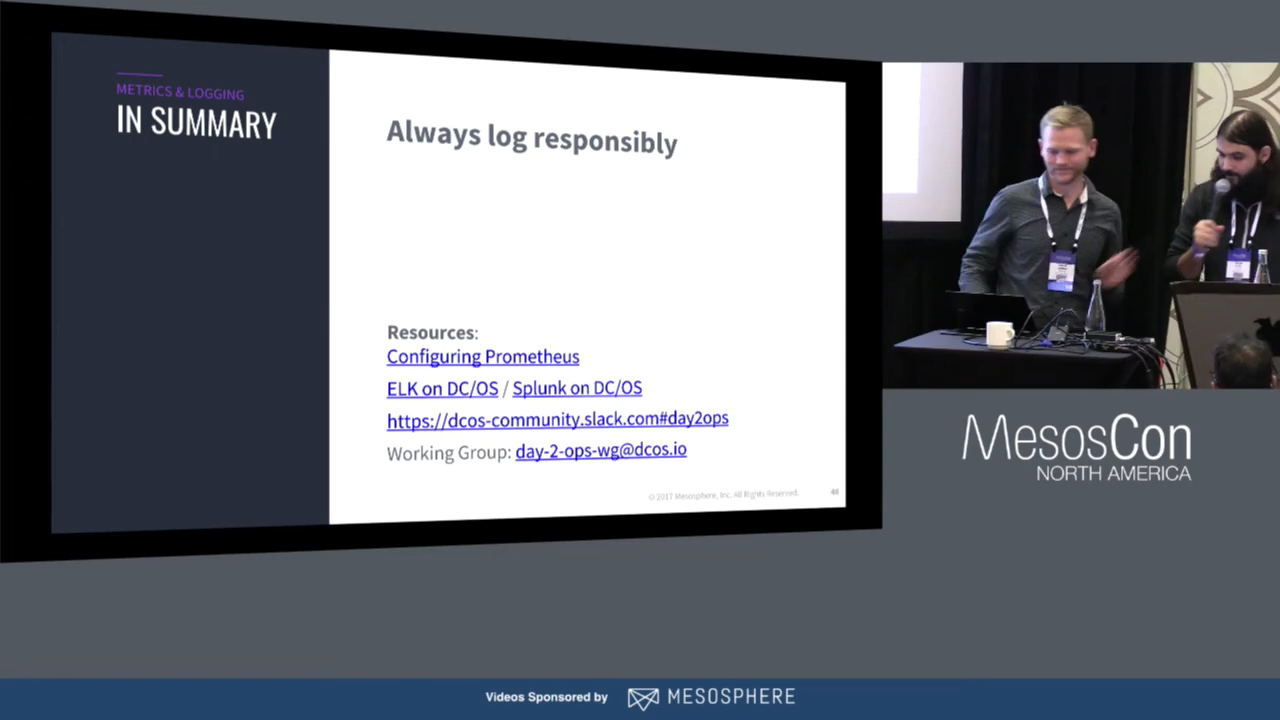 METRICS & LOGGING
IN SUMMARY
Always log responsibly
Resources:
Configuring Prometheus
ELK on DC/OS / Splunk on DC/OS
https://dcos-community.slack.com#day2ops
Working Group: day-2-ops-wg@dcos.io
© 2017 Mesosphere, Inc. All Rights Reserved.
46
MesosCon
NORTH AMERICA
Videos Sponsored by MESOSPHERE